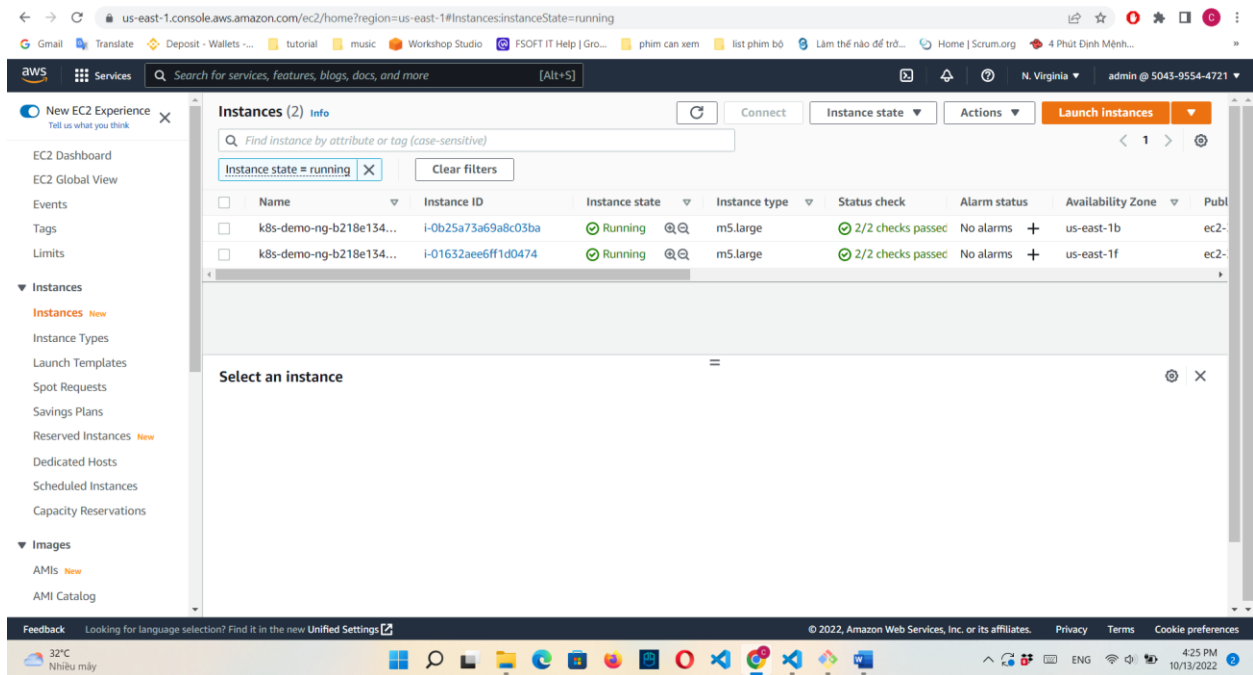 us-east-1.console.aws.amazon.com/ec2/home?region=us-east-1#Instances:instanceState=running
Gmail Translate Deposit - Wallets -... tutorial music Workshop Studio FSOFT IT Help | Gro... phim can xem list phim bộ Làm thế nào để trở... Home | Scrum.org 4 Phút Định Mệnh... »
aws Services Search for services, features, blogs, docs, and more [Alt+S] N. Virginia ▼ admin @ 5043-9554-4721 ▼
New EC2 Experience
Tell us what you think
EC2 Dashboard
EC2 Global View
Events
Tags
Limits
Instances
Instances New
Instance Types
Launch Templates
Spot Requests
Savings Plans
Reserved Instances New
Dedicated Hosts
Scheduled Instances
Capacity Reservations
Images
AMIs New
AMI Catalog
Instances (2) Info Connect Instance state ▼ Actions ▼ Launch instances ▼
Find instance by attribute or tag (case-sensitive) < 1 >
Instance state = running X Clear filters
Name Instance ID Instance state Instance type Status check Alarm status Availability Zone Publ
k8s-demo-ng-b218e134... i-0b25a73a69a8c03ba Running m5.large 2/2 checks passed No alarms + us-east-1b ec2-
k8s-demo-ng-b218e134... i-01632aee6ff1d0474 Running m5.large 2/2 checks passed No alarms + us-east-1f ec2-
Select an instance
Feedback Looking for language selection? Find it in the new Unified Settings © 2022, Amazon Web Services, Inc. or its affiliates. Privacy Terms Cookie preferences
32°C
Nhiều mây
ENG
4:25 PM
10/13/2022
2